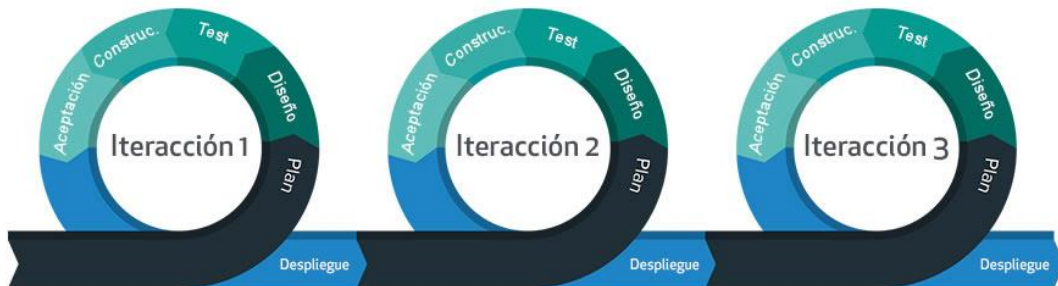 Construc.
Test
Aceptación
Diseño
Iteracción 1
Plan
Despliegue
Construc.
Test
Aceptación
Diseño
Iteracción 2
Plan
Despliegue
Construc.
Test
Aceptación
Diseño
Iteracción 3
Plan
Despliegue